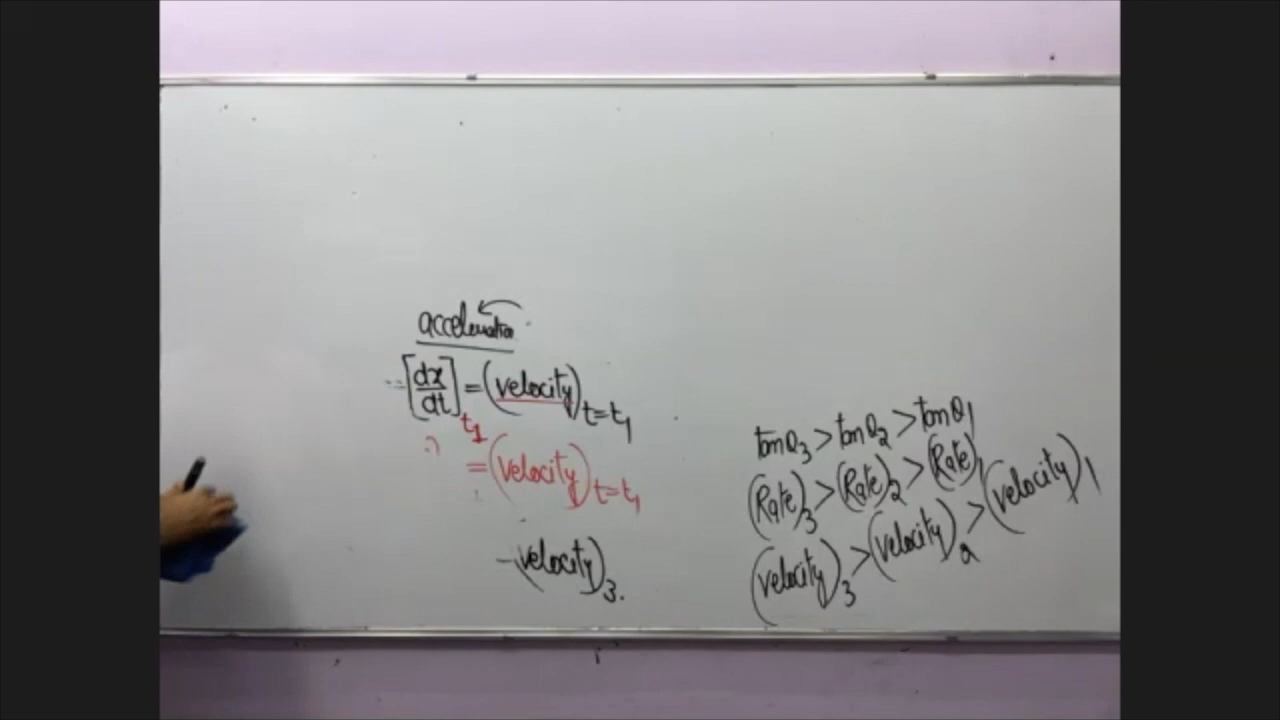 acceleration
[dx/dt]t₁ = (velocity)t=t₁
= (velocity)t=t₁
(velocity)₃.
tanθ₃ > tanθ₂ > tanθ₁
(Rate)₃ > (Rate)₂ > (Rate)₁
(velocity)₃ > (velocity)₂ > (velocity)₁